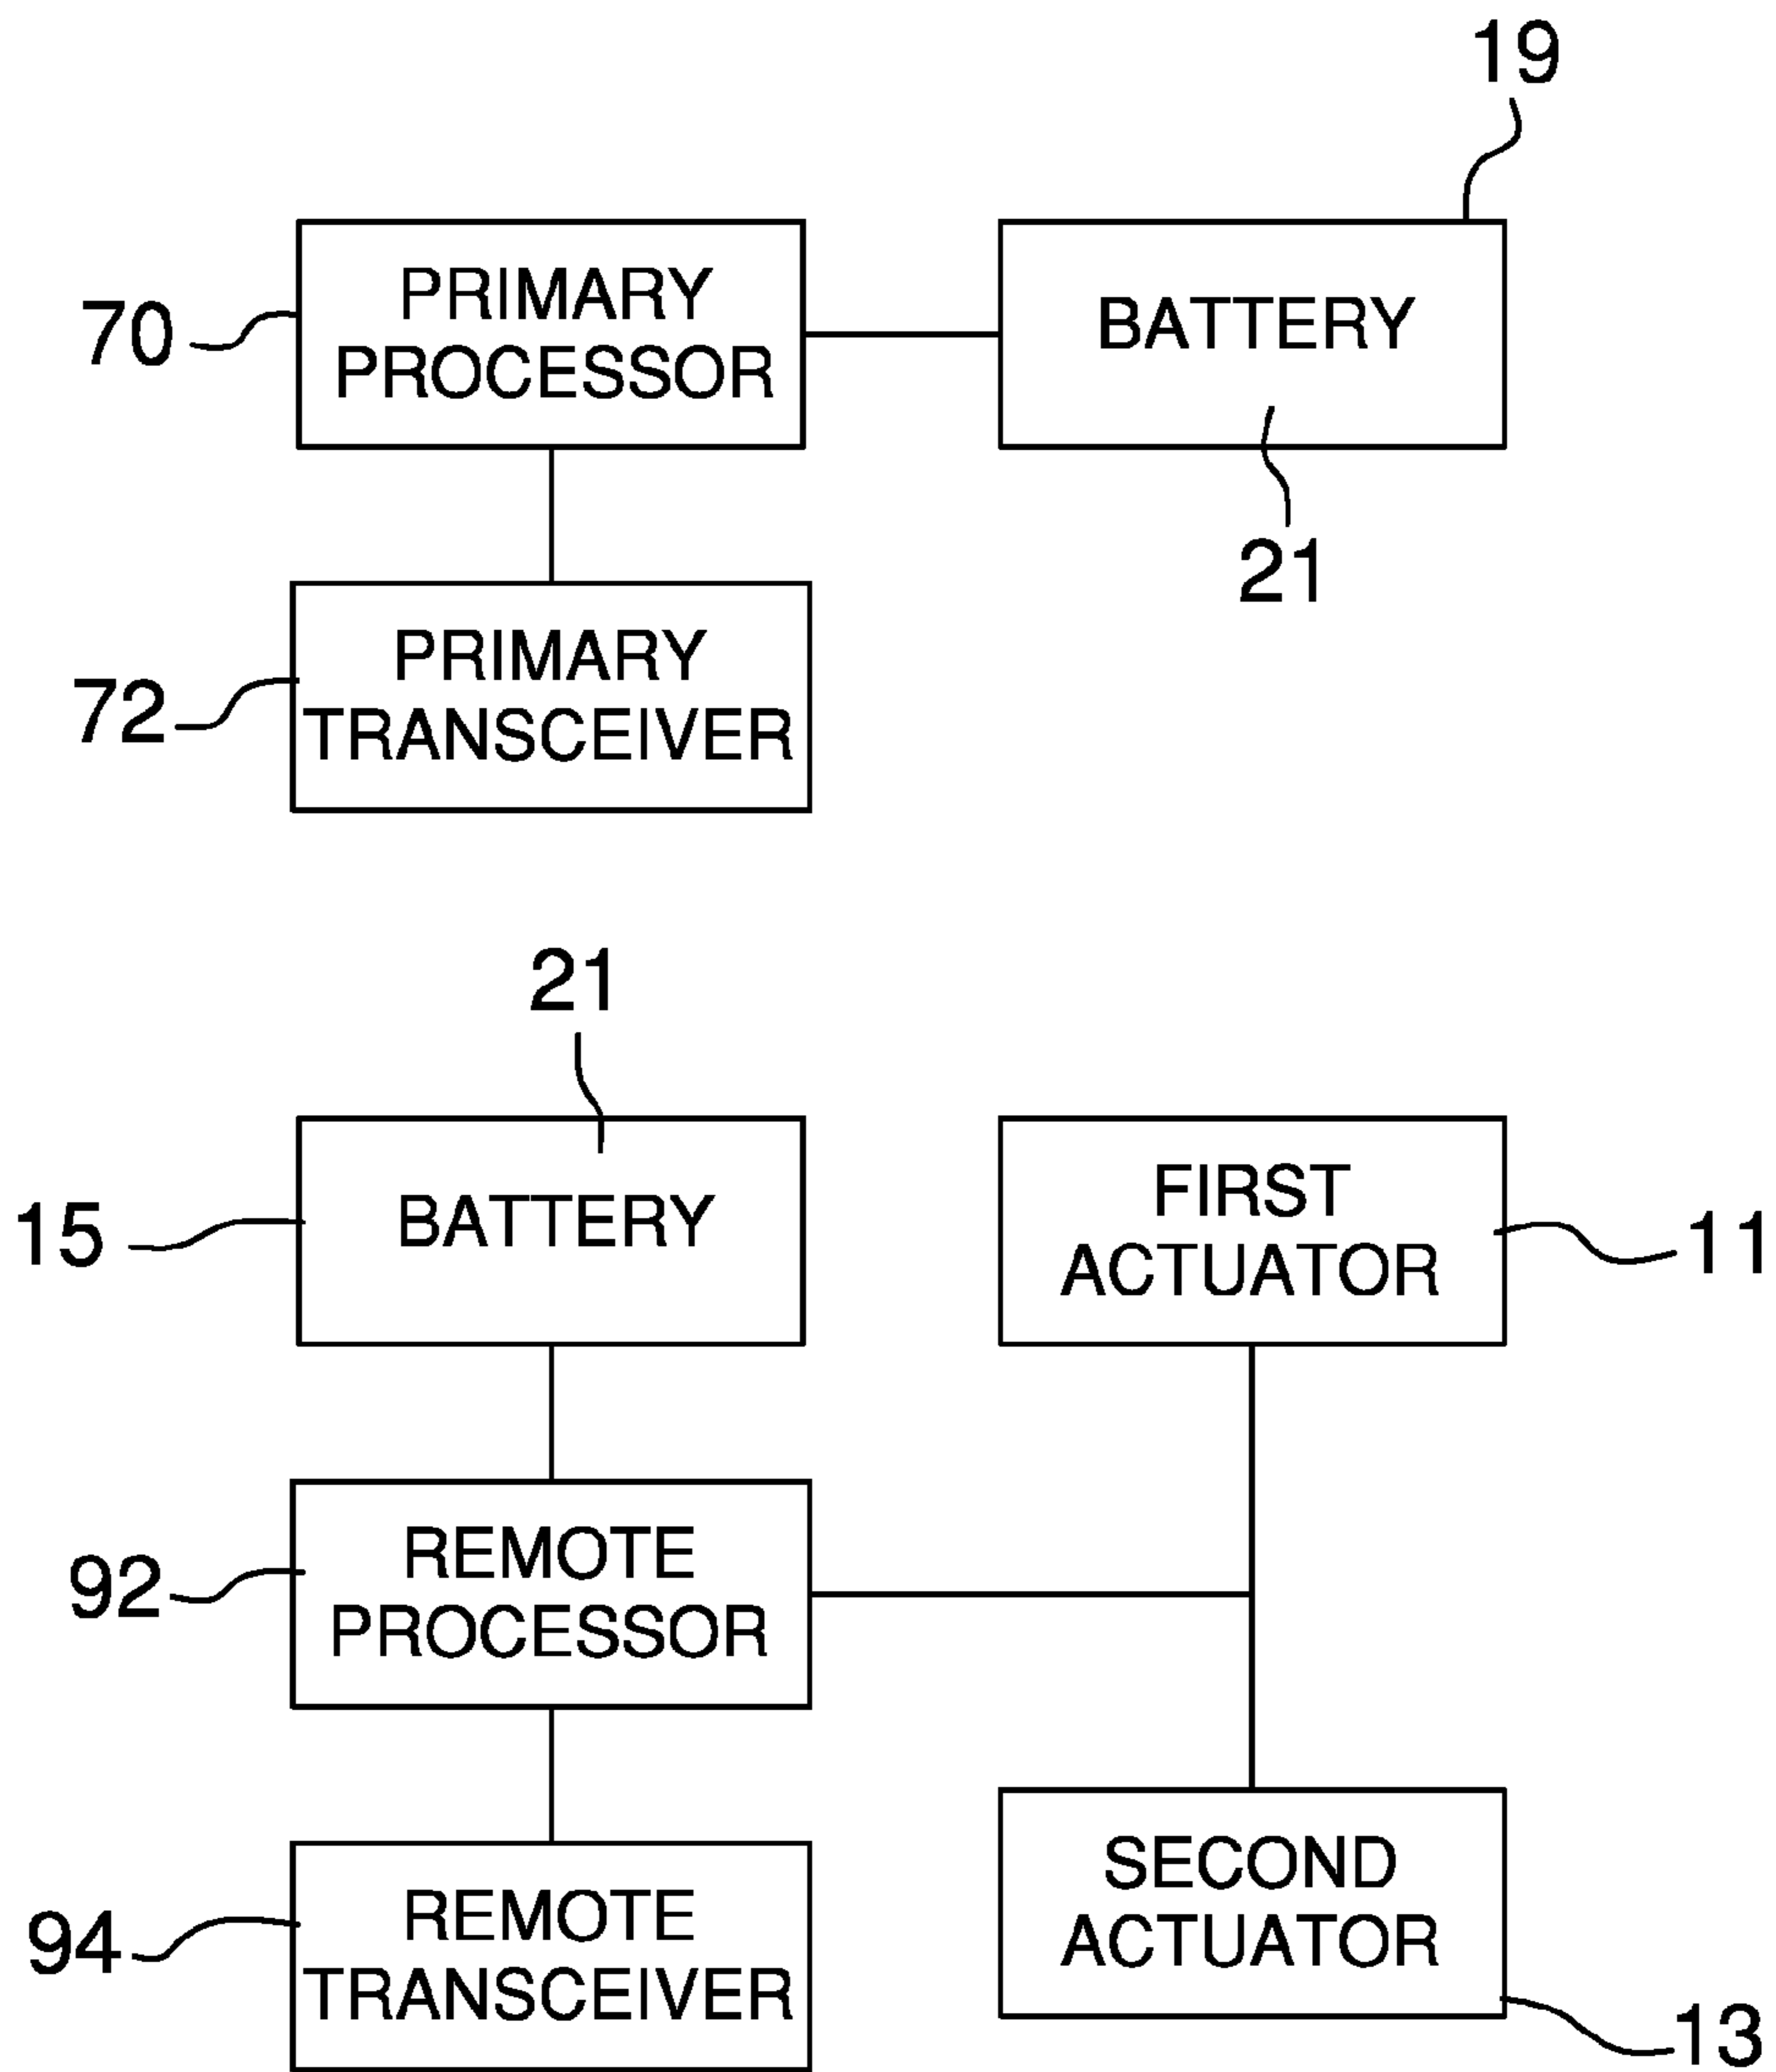 19
70
PRIMARY
PROCESSOR
BATTERY
21
72
PRIMARY
TRANSCEIVER
21
15
BATTERY
FIRST
ACTUATOR
11
92
REMOTE
PROCESSOR
94
REMOTE
TRANSCEIVER
SECOND
ACTUATOR
13